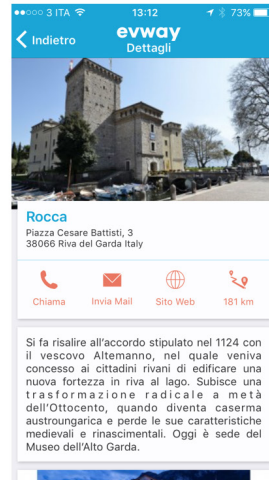 3 ITA 13:12 73%
Indietro evway
Dettagli
Rocca
Piazza Cesare Battisti, 3
38066 Riva del Garda Italy
Chiama Invia Mail Sito Web 181 km
Si fa risalire all'accordo stipulato nel 1124 con
il vescovo Altemanno, nel quale veniva
concesso ai cittadini rivani di edificare una
nuova fortezza in riva al lago. Subisce una
trasformazione radicale a metà
dell'Ottocento, quando diventa caserma
austroungarica e perde le sue caratteristiche
medievali e rinascimentali. Oggi è sede del
Museo dell'Alto Garda.